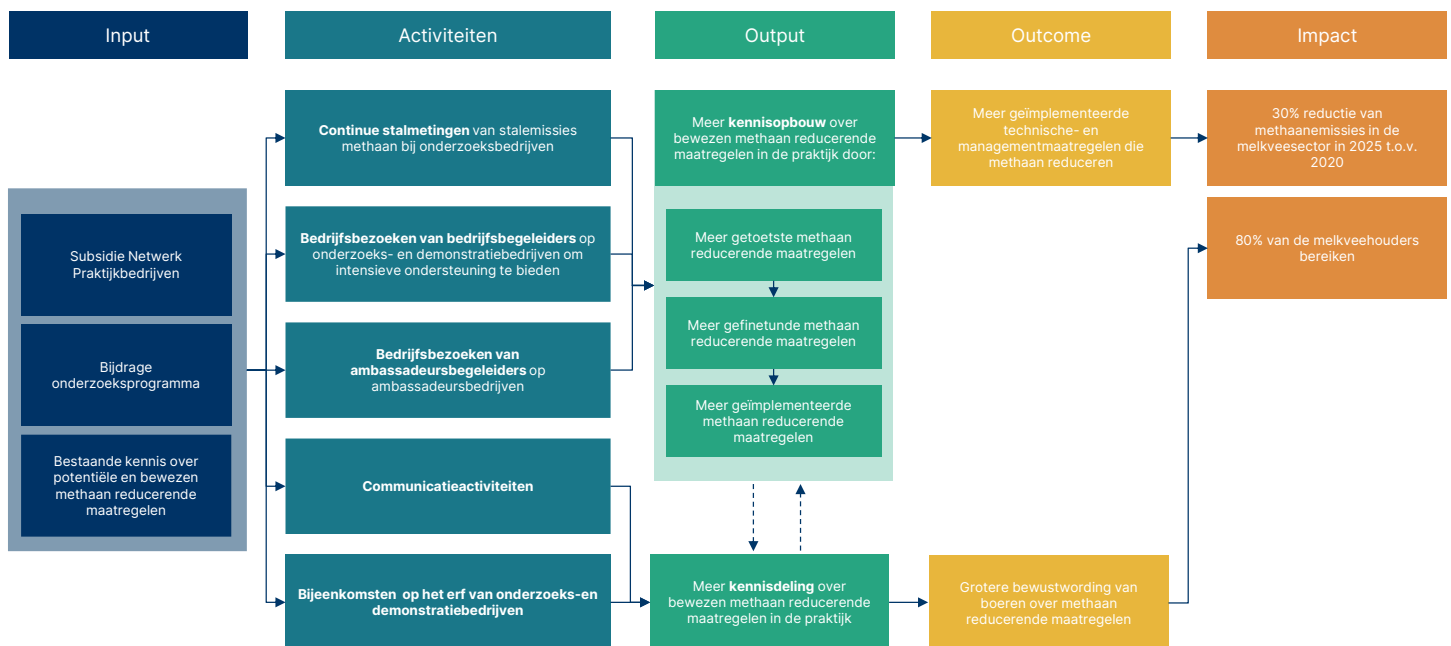 Input
Activiteiten
Output
Outcome
Impact
Subsidie Netwerk
Praktijkbedrijven
Bijdrage
onderzoeksprogramma
Bestaande kennis over
potentiële en bewezen
methaan reducerende
maatregelen
Continue stalmetingen van stalemissies
methaan bij onderzoeksbedrijven
Bedrijfsbezoeken van bedrijfsbegeleiders op
onderzoeks- en demonstratiebedrijven om
intensieve ondersteuning te bieden
Bedrijfsbezoeken van
ambassadeursbegeleiders op
ambassadeursbedrijven
Communicatieactiviteiten
Bijeenkomsten op het erf van onderzoeks-en
demonstratiebedrijven
Meer kennisopbouw over
bewezen methaan reducerende
maatregelen in de praktijk door:
Meer getoetste methaan
reducerende maatregelen
Meer gefinetunde methaan
reducerende maatregelen
Meer geïmplementeerde
methaan reducerende
maatregelen
Meer kennisdeling over
bewezen methaan reducerende
maatregelen in de praktijk
Meer geïmplementeerde
technische- en
managementmaatregelen die
methaan reduceren
Grotere bewustwording van
boeren over methaan
reducerende maatregelen
30% reductie van
methaanemissies in de
melkveesector in 2025 t.o.v.
2020
80% van de melkveehouders
bereiken